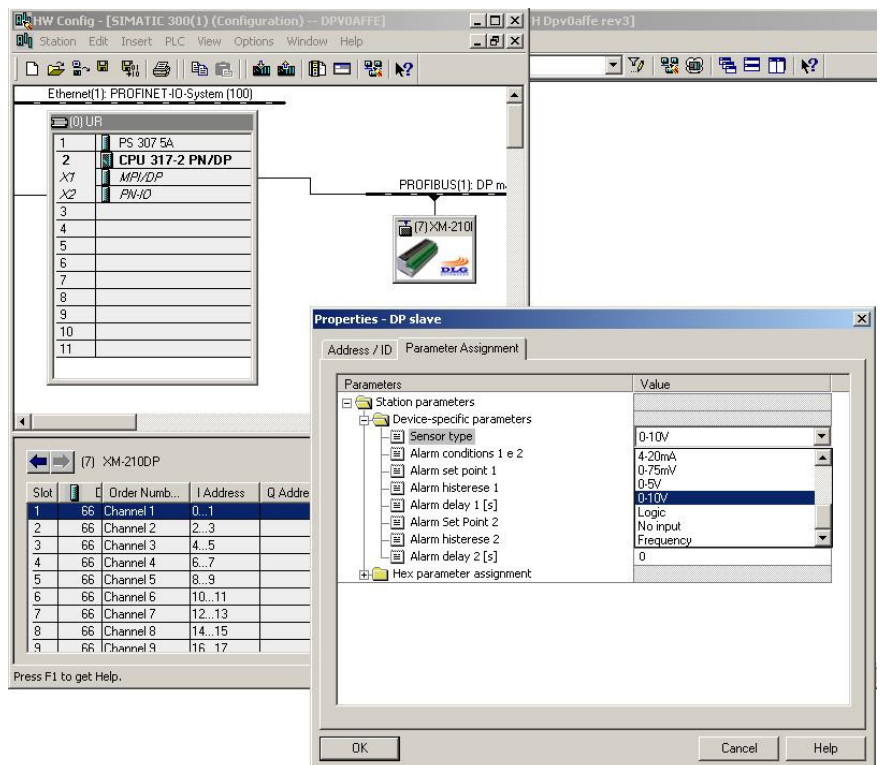 HW Config - [SIMATIC 300(1) (Configuration) -- DPV0AFFE]
H Dpv0affe rev3]
Station Edit Insert PLC View Options Window Help
Ethernet(1): PROFINET-IO-System (100)
(0) UR
1 PS 307 5A
2 CPU 317-2 PN/DP
X1 MPI/DP
X2 PN-IO
3
4
5
6
7
8
9
10
11
PROFIBUS(1): DP m
(7) XM-210
DLG
(7) XM-210DP
Slot D Order Numb... I Address Q Addre
1 66 Channel 1 0...1
2 66 Channel 2 2...3
3 66 Channel 3 4...5
4 66 Channel 4 6...7
5 66 Channel 5 8...9
6 66 Channel 6 10...11
7 66 Channel 7 12...13
8 66 Channel 8 14...15
9 66 Channel 9 16...17
Press F1 to get Help.
Properties - DP slave
Address / ID Parameter Assignment
Parameters Value
Station parameters
Device-specific parameters
Sensor type 0-10V
Alarm conditions 1 e 2 4-20mA
Alarm set point 1 0-75mV
0-5V
Alarm histerese 1 0-10V
Alarm delay 1 [s] Logic
Alarm Set Point 2 No input
Alarm histerese 2 Frequency
Alarm delay 2 [s] 0
Hex parameter assignment
OK Cancel Help